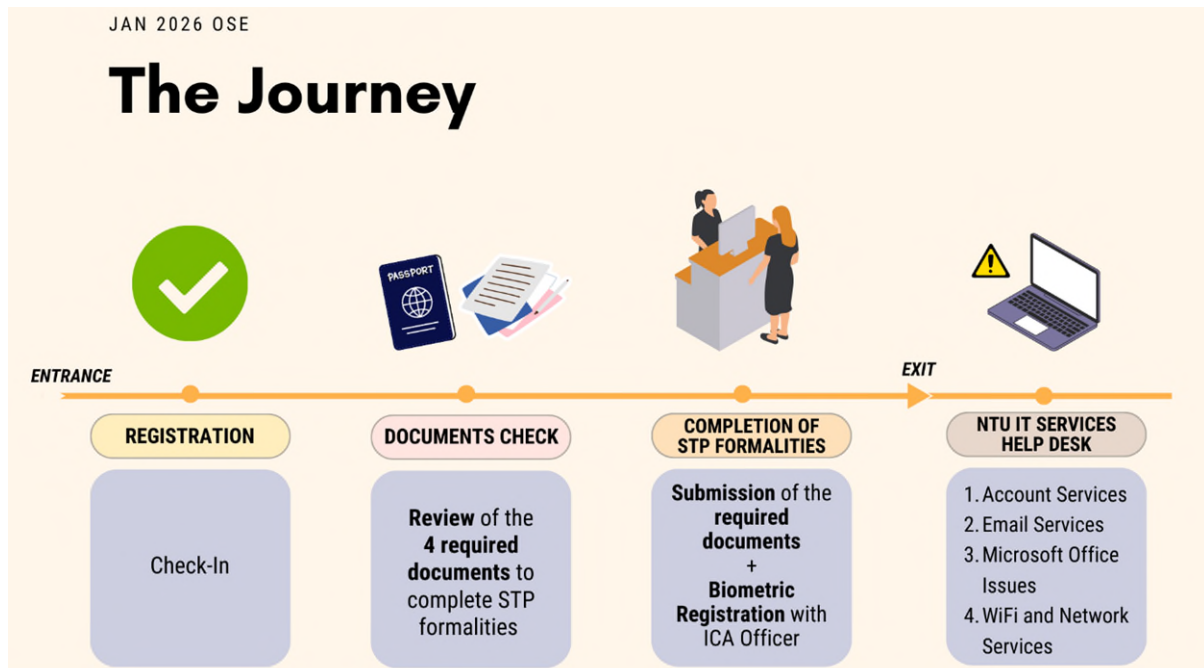 JAN 2026 OSE
The Journey
PASSPORT
ENTRANCE
EXIT
REGISTRATION
Check-In
DOCUMENTS CHECK
Review of the
4 required
documents to
complete STP
formalities
COMPLETION OF
STP FORMALITIES
Submission of the
required
documents
+
Biometric
Registration with
ICA Officer
NTU IT SERVICES
HELP DESK
1. Account Services
2. Email Services
3. Microsoft Office
Issues
4. WiFi and Network
Services